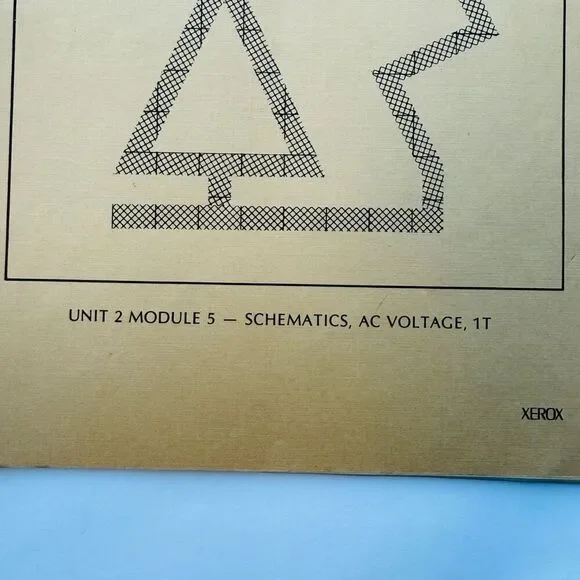 UNIT 2 MODULE 5 — SCHEMATICS, AC VOLTAGE, 1T
XEROX